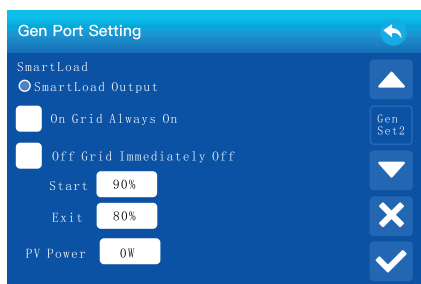 Gen Port Setting
SmartLoad
SmartLoad Output
On Grid Always On
Gen
Set2
Off Grid Immediately Off
Start 90%
Exit 80%
PV Power 0W